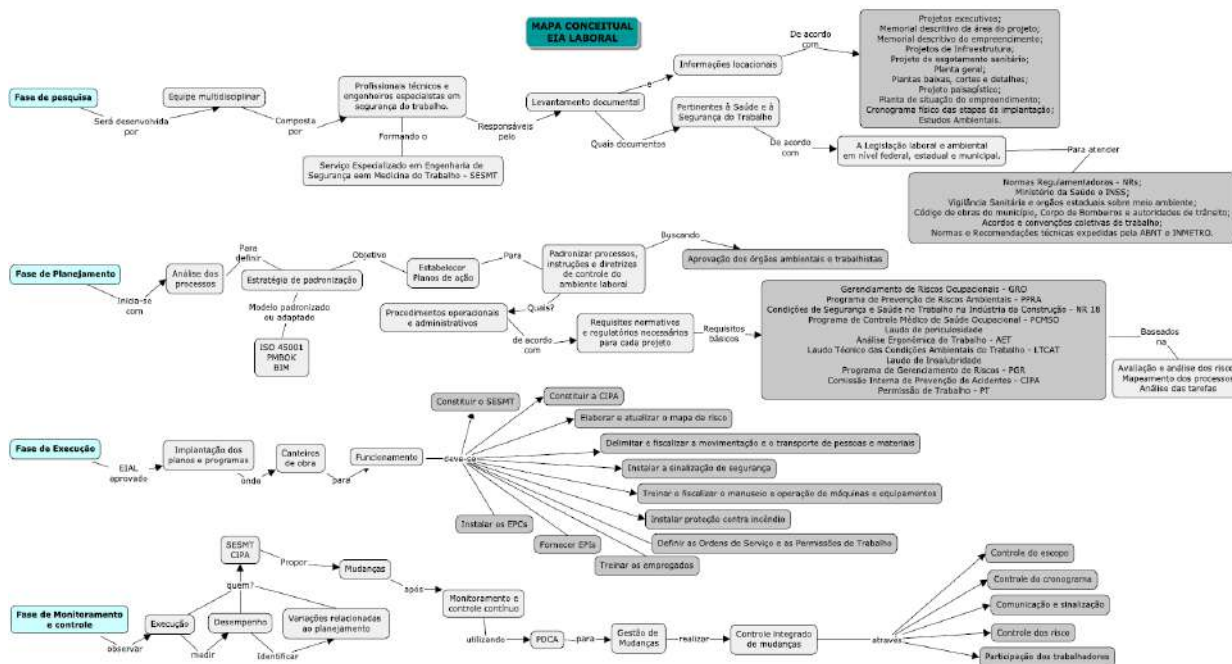 MAPA CONCEITUAL
EIA LABORAL
Fase de pesquisa
Será desenvolvida
por
Equipe multidisciplinar
Composta
por
Profissionais técnicos e
engenheiros especialistas em
segurança do trabalho.
Formando o
Serviço Especializado em Engenharia de
Segurança eem Medicina do Trabalho - SESMT
Responsáveis
pelo
Levantamento documental
e
Informações locacionais
De acordo
com
Projetos executivos;
Memorial descritivo da área do projeto;
Memorial descritivo do empreendimento;
Projetos de Infraestrutura;
Projeto de esgotamento sanitário;
Planta geral;
Plantas baixas, cortes e detalhes;
Projeto paisagístico;
Planta de situação do empreendimento;
Cronograma físico das etapas da implantação;
Estudos Ambientais.
Quais documentos
Pertinentes à Saúde e à
Segurança do Trabalho
De acordo
com
A Legislação laboral e ambiental
em nível federal, estadual e municipal.
Para atender
Normas Regulamentadoras - NRs;
Ministério da Saúde e INSS;
Vigilância Sanitária e orgãos estaduais sobre meio ambiente;
Código de obras do município, Corpo de Bombeiros e autoridades de trânsito;
Acordos e convenções coletivas de trabalho;
Normas e Recomendações técnicas expedidas pela ABNT e INMETRO.
Fase de Planejamento
Inicia-se
com
Análise dos
processos
Para
definir
Estratégia de padronização
Modelo padronizado
ou adaptado
ISO 45001
PMBOK
BIM
Objetivo
Estabelecer
Planos de ação
Para
Padronizar processos,
instruções e diretrizes
de controle do
ambiente laboral
Buscando
Aprovação dos órgãos ambientais e trabalhistas
Quais?
Procedimentos operacionais
e administrativos
de acordo
com
Requisitos normativos
e regulatórios necessários
para cada projeto
Requisitos
básicos
Gerenciamento de Riscos Ocupacionais - GRO
Programa de Prevenção de Riscos Ambientais - PPRA
Condições de Segurança e Saúde no Trabalho na Indústria da Construção - NR 18
Programa de Controle Médico de Saúde Ocupacional - PCMSO
Laudo de periculosidade
Análise Ergonômica do Trabalho - AET
Laudo Técnico das Condições Ambientais do Trabalho - LTCAT
Laudo de Insalubridade
Programa de Gerenciamento de Riscos - PGR
Comissão Interna de Prevenção de Acidentes - CIPA
Permissão de Trabalho - PT
Baseados
na
Avaliação e análise dos risco
Mapeamento dos processos
Análise das tarefas
Fase de Execução
EIAL
aprovado
Implantação dos
planos e programas
onde
Canteiros
de obra
para
Funcionamento
deve-se
Constituir o SESMT
Constituir a CIPA
Elaborar e atualizar o mapa de risco
Delimitar e fiscalizar a movimentação e o transporte de pessoas e materiais
Instalar a sinalização de segurança
Treinar e fiscalizar o manuseio e operação de máquinas e equipamentos
Instalar proteção contra incêndio
Definir as Ordens de Serviço e as Permissões de Trabalho
Treinar os empregados
Fornecer EPIs
Instalar os EPCs
Fase de Monitoramento
e controle
observar
Execução
medir
Desempenho
Identificar
Variações relacionadas
ao planejamento
quem?
SESMT
CIPA
Propor
Mudanças
após
Monitoramento e
controle contínuo
utilizando
PDCA
para
Gestão de
Mudanças
realizar
Controle integrado
de mudanças
através
Controle do escopo
Controle do cronograma
Comunicação e sinalização
Controle dos risco
Participação dos trabalhadores